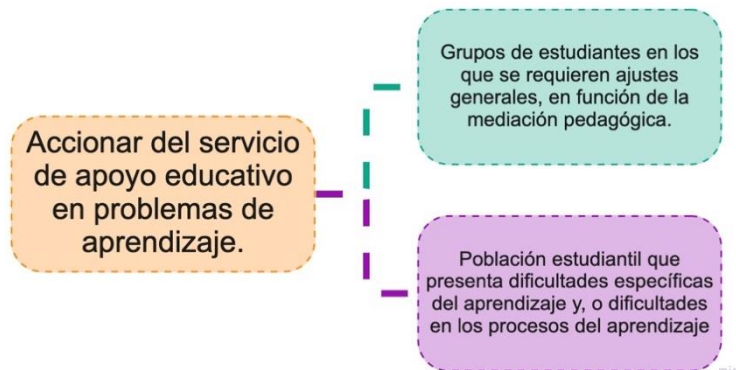 Accionar del servicio
de apoyo educativo
en problemas de
aprendizaje.
Grupos de estudiantes en los
que se requieren ajustes
generales, en función de la
mediación pedagógica.
Población estudiantil que
presenta dificultades específicas
del aprendizaje y, o dificultades
en los procesos del aprendizaje